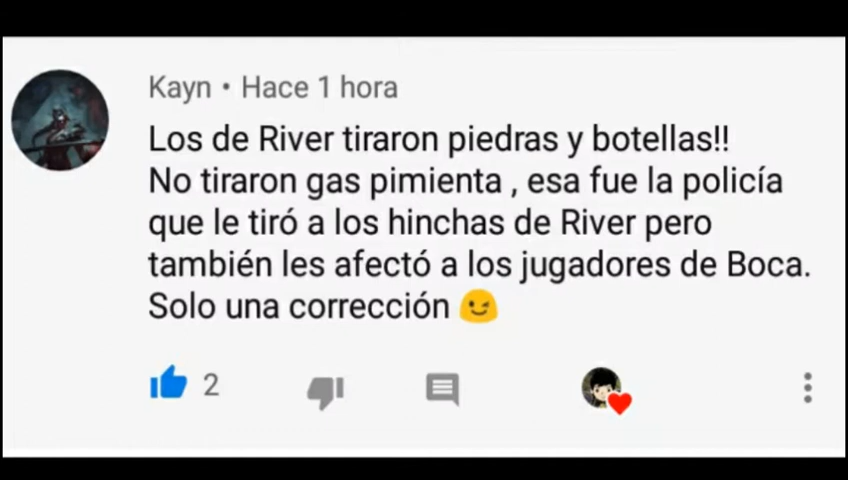 Kayn • Hace 1 hora
Los de River tiraron piedras y botellas!!
No tiraron gas pimienta , esa fue la policía
que le tiró a los hinchas de River pero
también les afectó a los jugadores de Boca.
Solo una corrección 😉
2